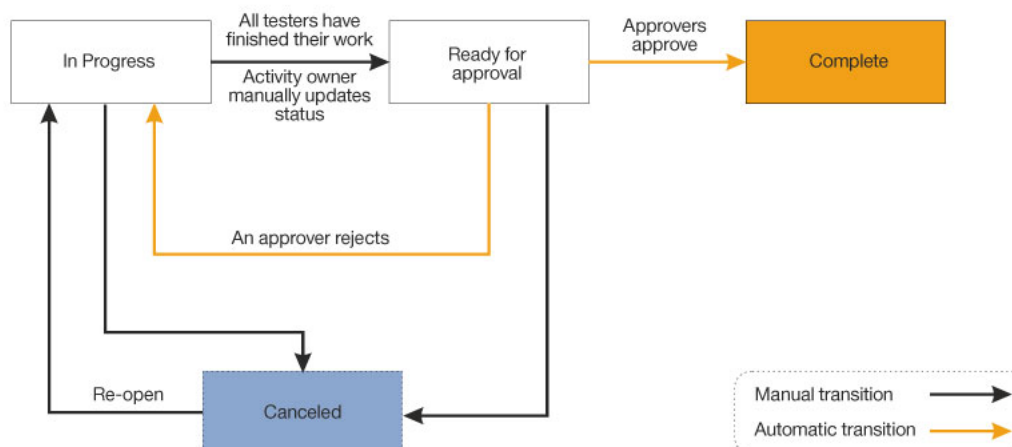 All testers have
finished their work
In Progress
Activity owner
manually updates
status
Ready for
approval
Approvers
approve
Complete
An approver rejects
Re-open
Canceled
Manual transition
Automatic transition